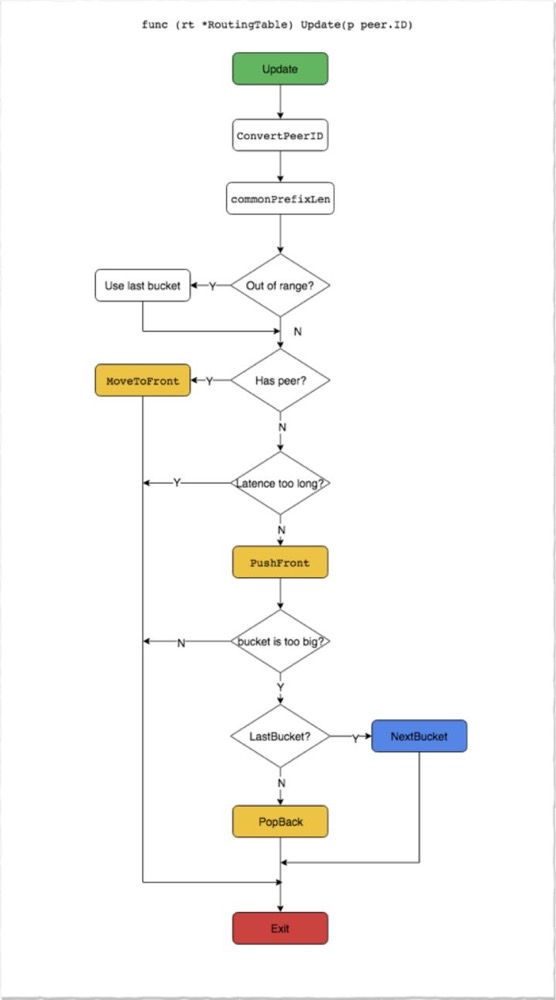 func (rt *RoutingTable) Update(p peer.ID)
Update
ConvertPeerID
commonPrefixLen
Use last bucket
Y
Out of range?
N
MoveToFront
Y
Has peer?
N
Y
Latence too long?
N
PushFront
N
bucket is too big?
Y
LastBucket?
Y
NextBucket
N
PopBack
Exit